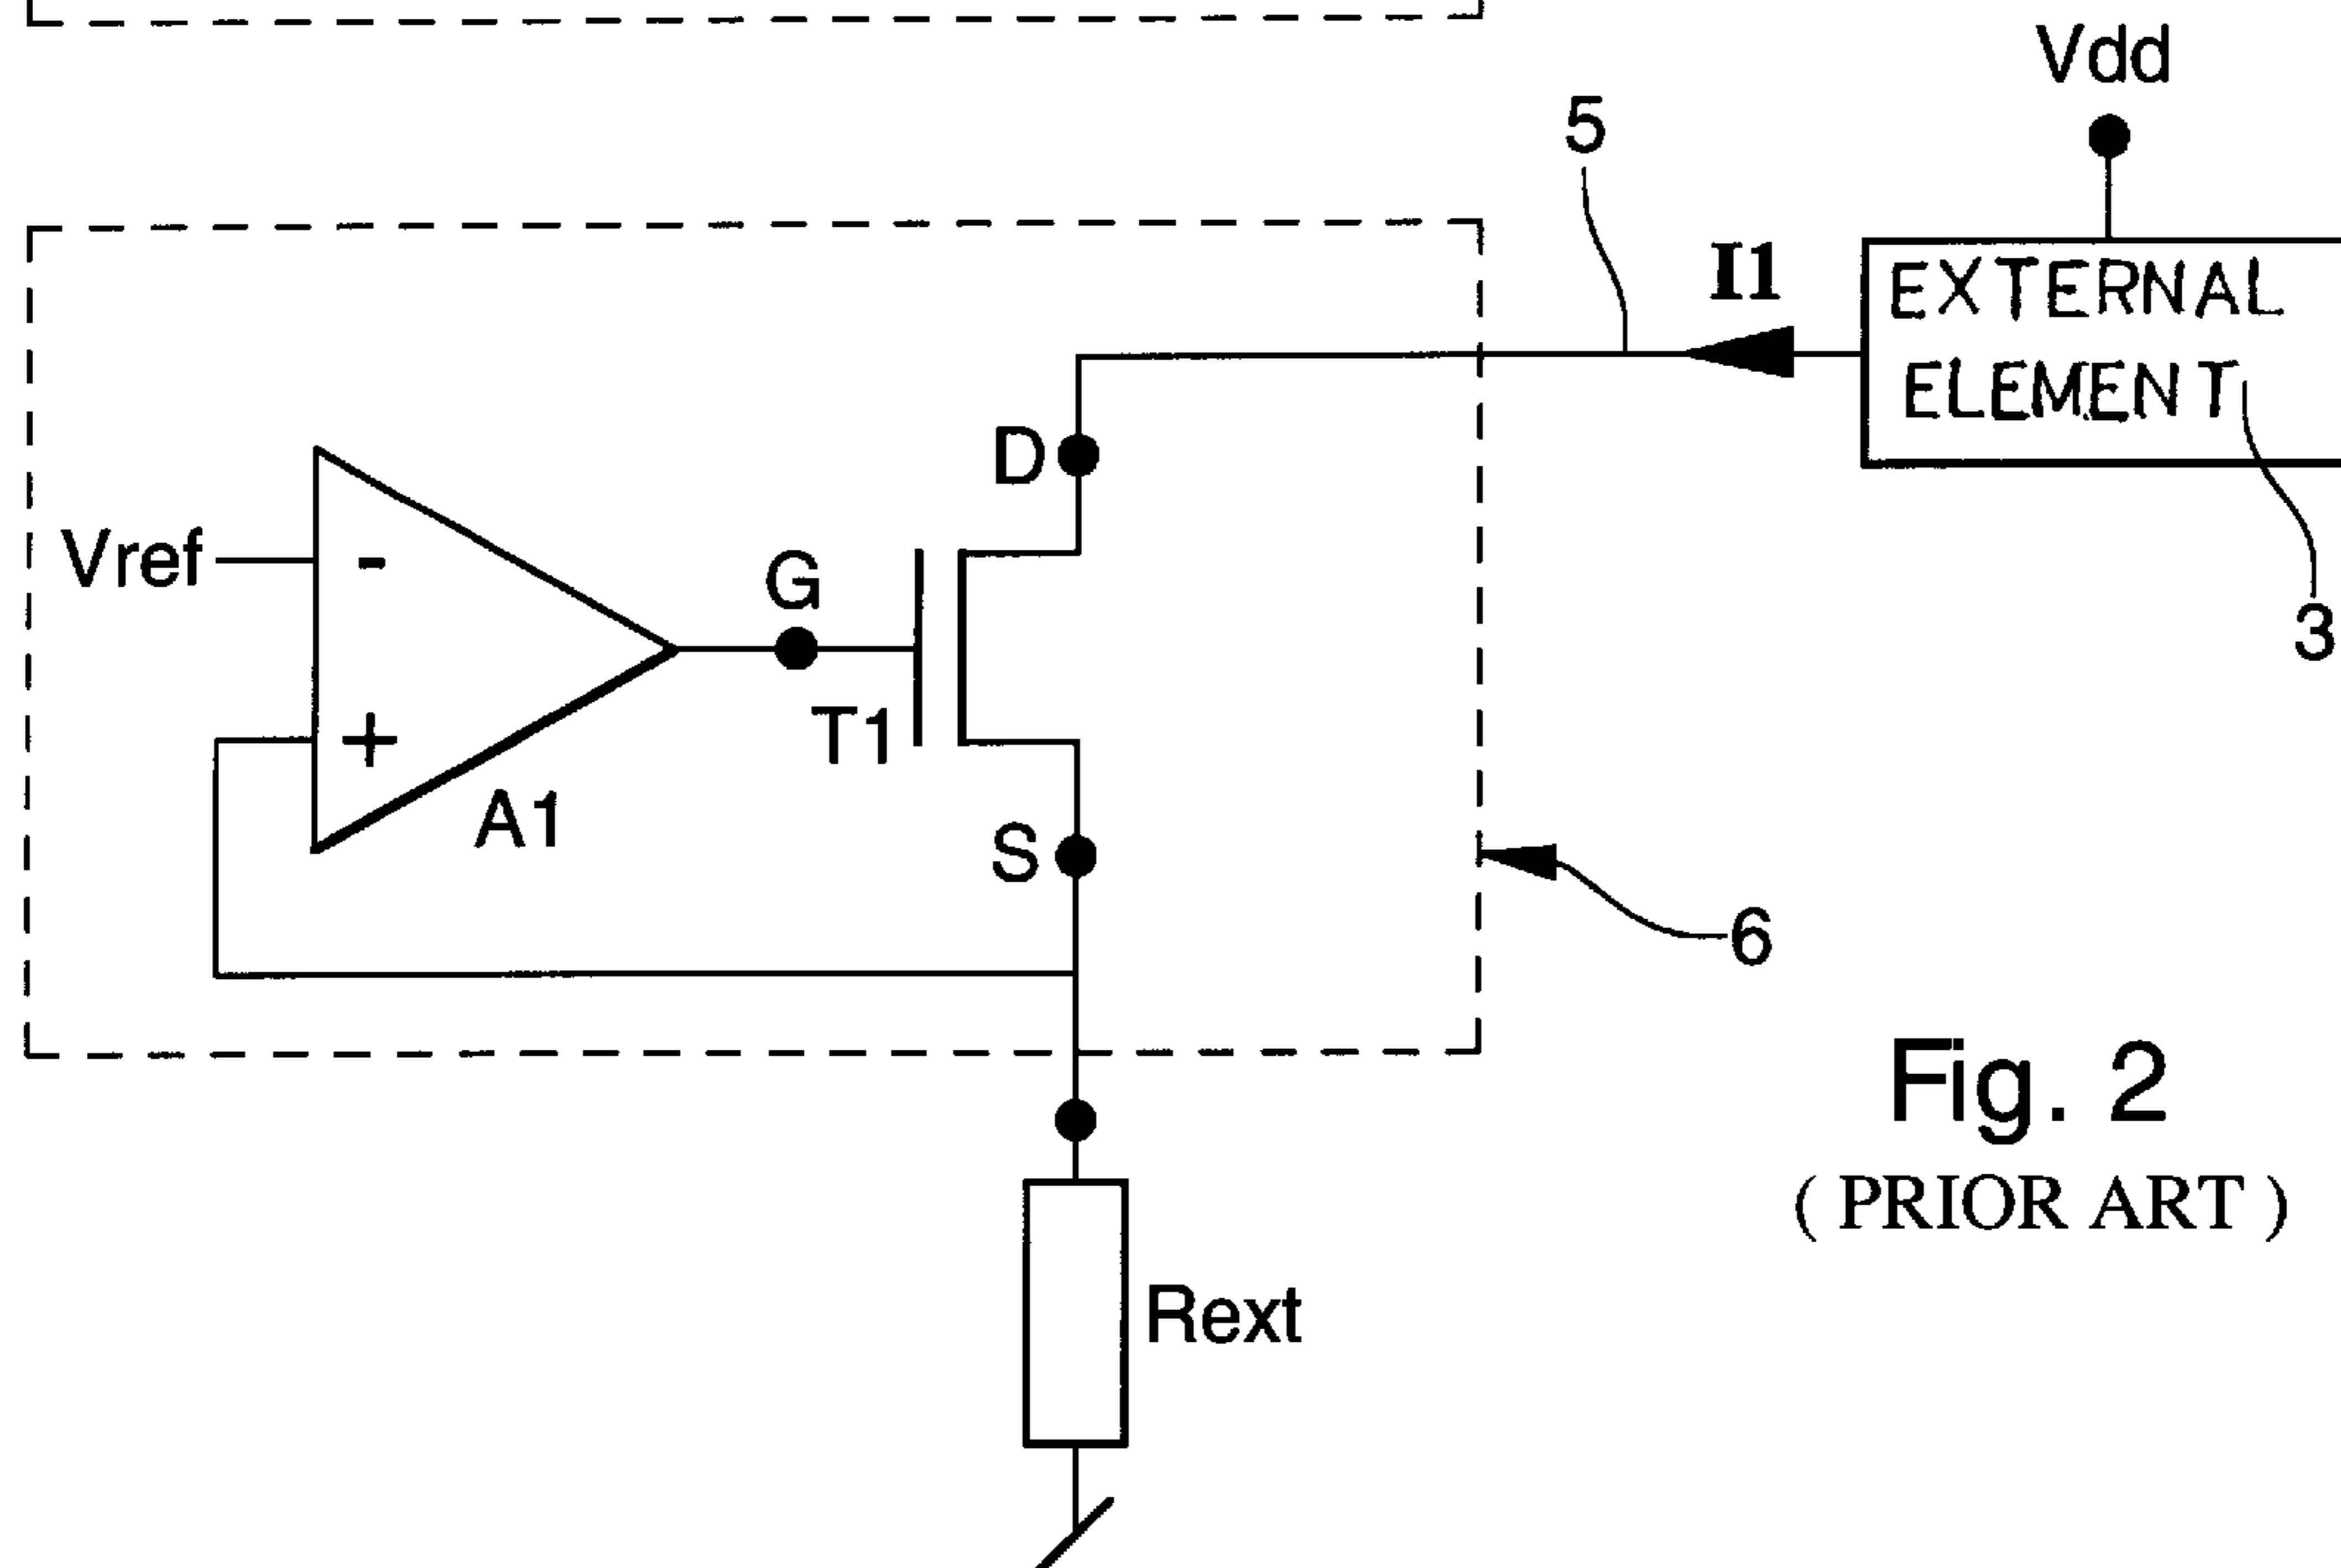 Vdd
5
I1
EXTERNAL
ELEMENT
D
Vref
-
G
3
T1
+
A1
S
6
Fig. 2
( PRIOR ART )
Rext